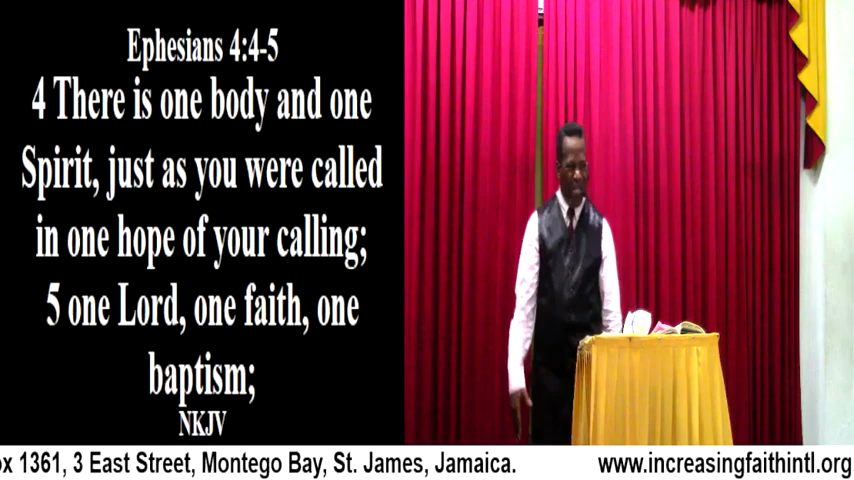 Ephesians 4:4-5
4 There is one body and one
Spirit, just as you were called
in one hope of your calling;
5 one Lord, one faith, one
baptism;
NKJV
ox 1361, 3 East Street, Montego Bay, St. James, Jamaica. www.increasingfaithintl.org